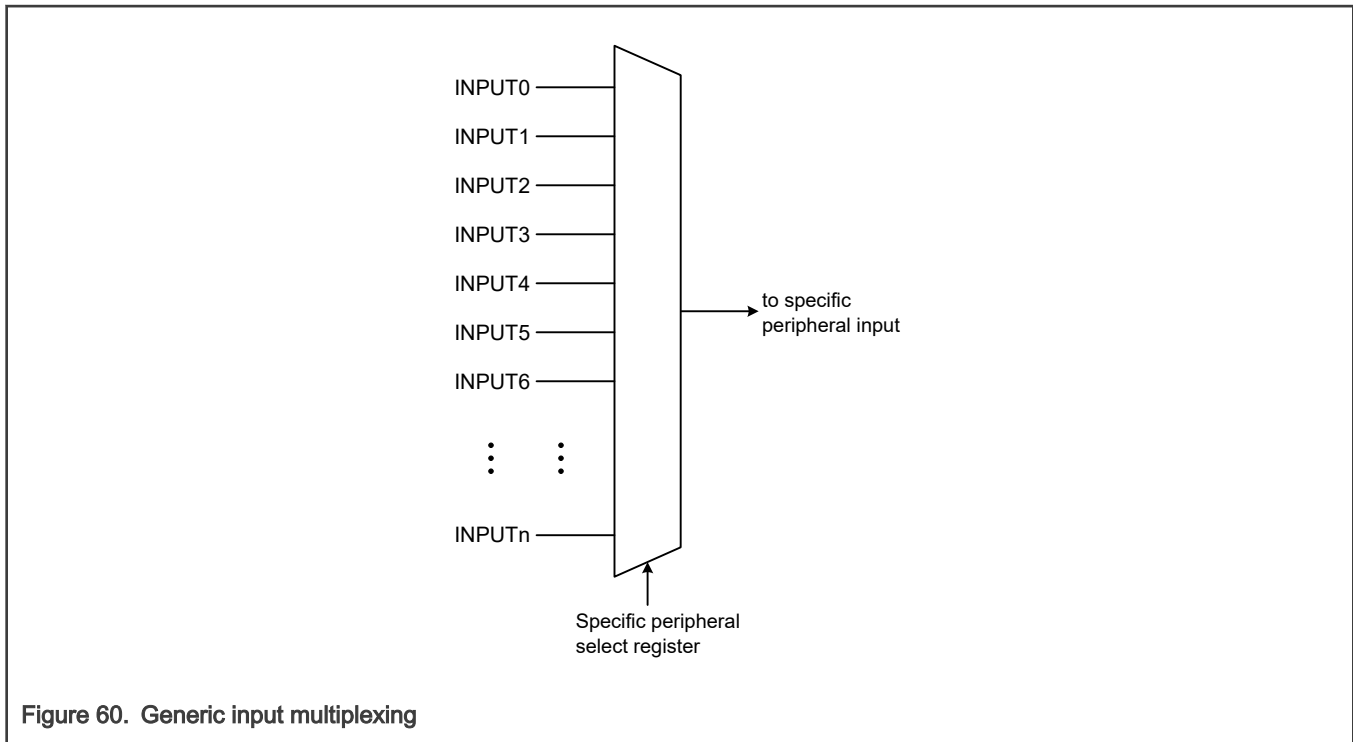 INPUT0
INPUT1
INPUT2
INPUT3
INPUT4
INPUT5
INPUT6
INPUTn
to specific
peripheral input
Specific peripheral
select register
Figure 60. Generic input multiplexing